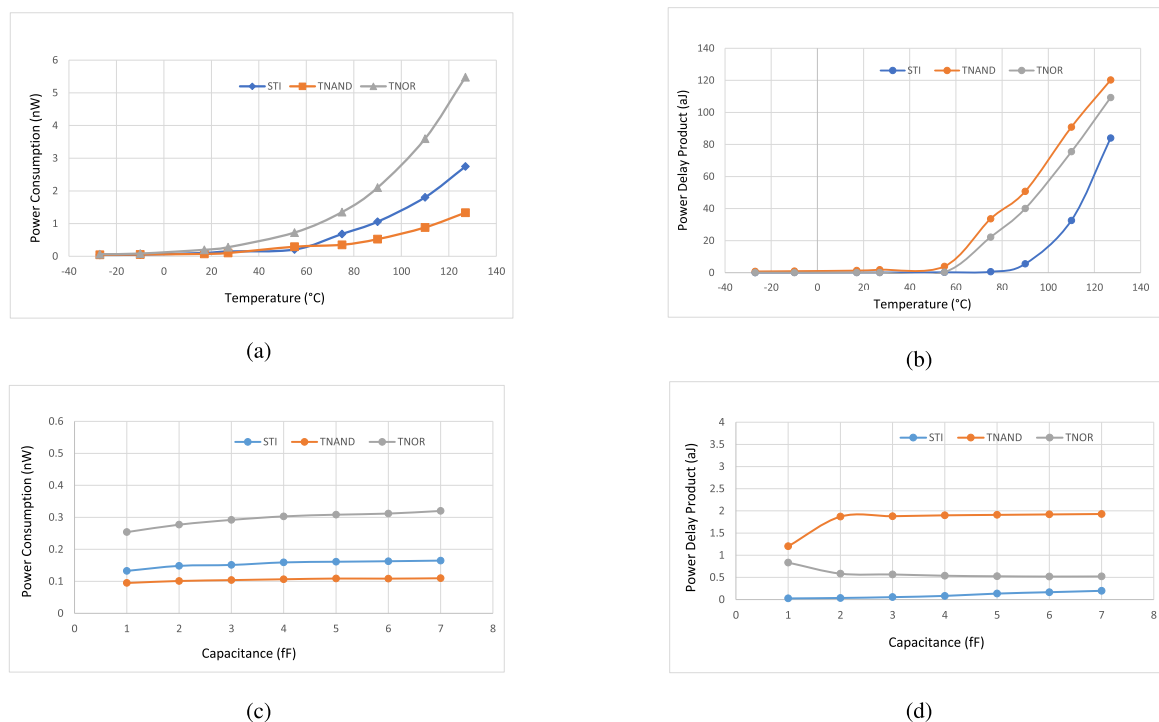 6
5
4
3
2
1
0
-40 -20 0 20 40 60 80 100 120 140
Power Consumption (nW)
Temperature (°C)
STI TNAND TNOR
(a)
140
120
100
80
60
40
20
0
-40 -20 0 20 40 60 80 100 120 140
Power Delay Product (aJ)
Temperature (°C)
STI TNAND TNOR
(b)
0.6
0.5
0.4
0.3
0.2
0.1
0
0 1 2 3 4 5 6 7 8
Power Consumption (nW)
Capacitance (fF)
STI TNAND TNOR
(c)
4
3.5
3
2.5
2
1.5
1
0.5
0
0 1 2 3 4 5 6 7 8
Power Delay Product (aJ)
Capacitance (fF)
STI TNAND TNOR
(d)